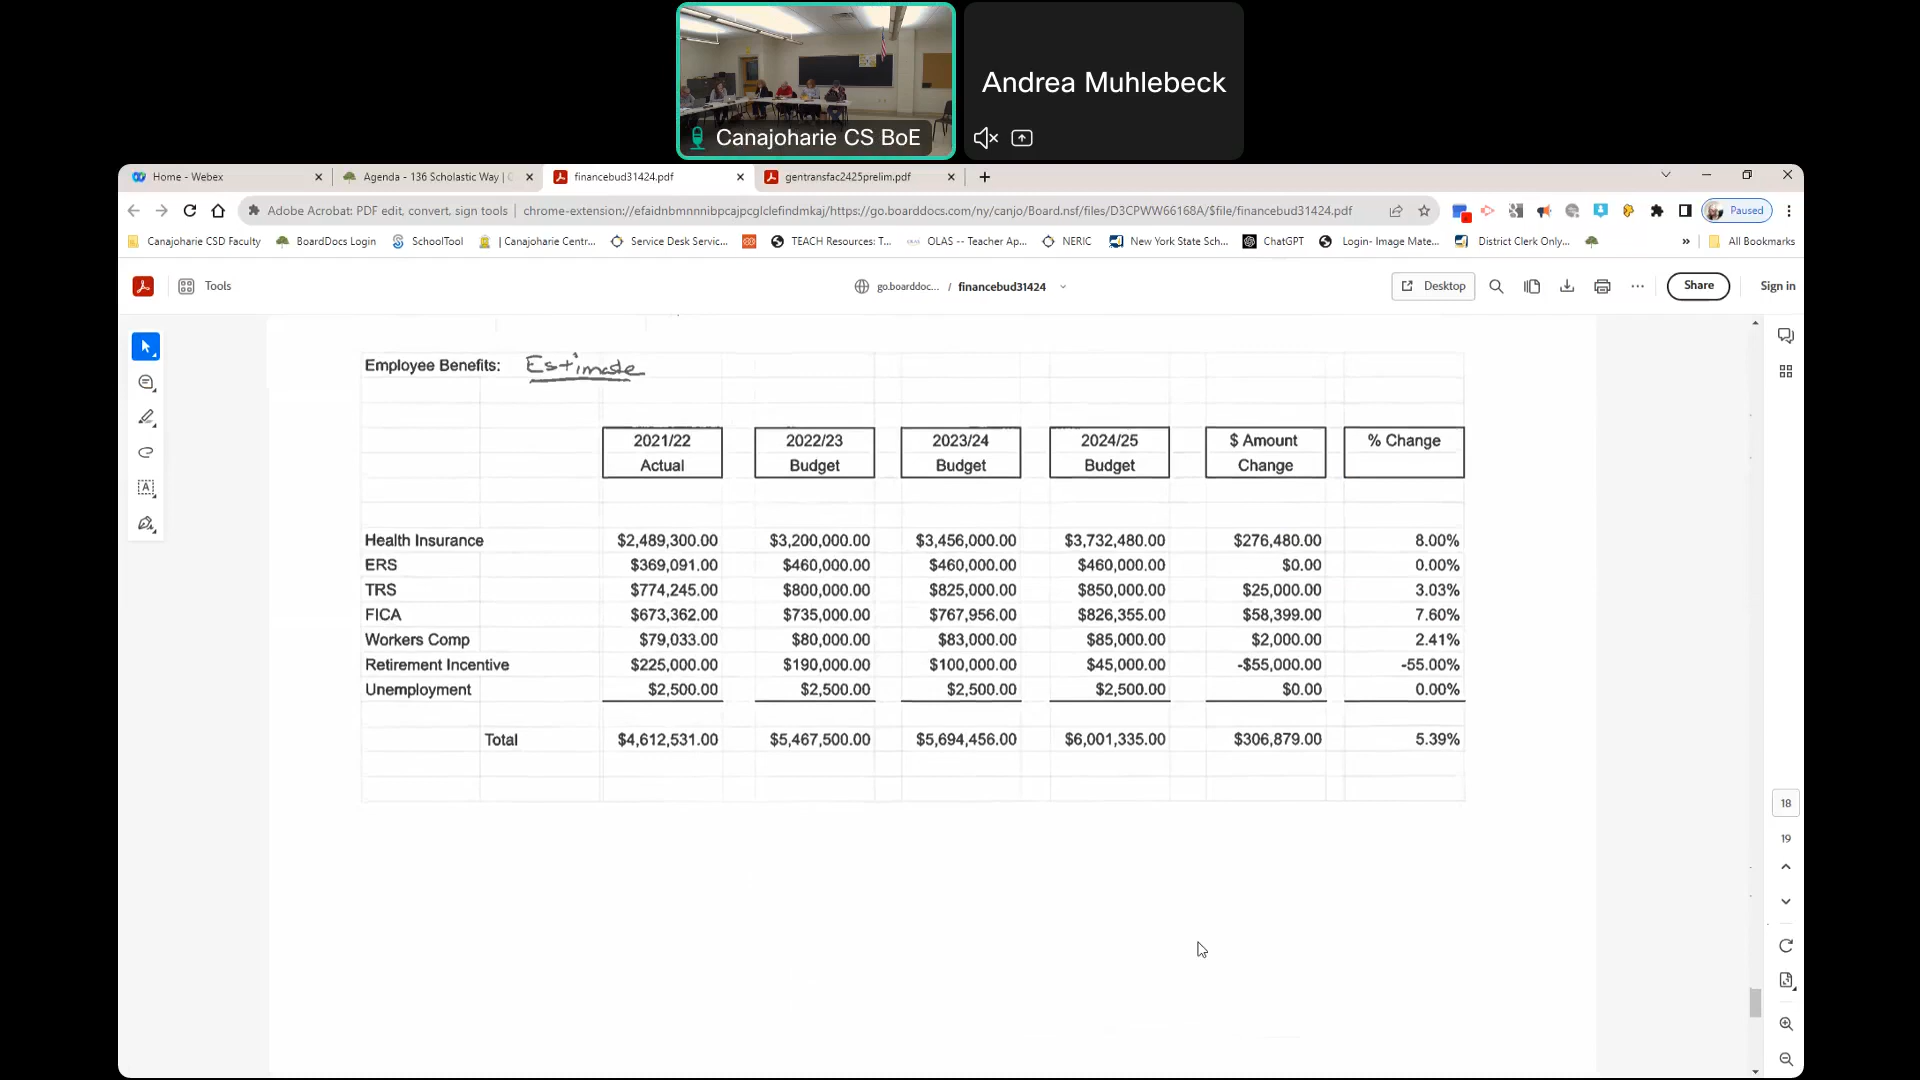 Canajoharie CS BoE
Andrea Muhlebeck
Home - Webex
Agenda - 136 Scholastic Way | C
financebud31424.pdf
gentransfac2425prelim.pdf
Adobe Acrobat: PDF edit, convert, sign tools | chrome-extension://efaidnbmnnnibpcajpcglclefindmkaj/https://go.boarddocs.com/ny/canjo/Board.nsf/files/D3CPWW66168A/$file/financebud31424.pdf
Paused
Canajoharie CSD Faculty BoardDocs Login SchoolTool | Canajoharie Centr... Service Desk Servic... TEACH Resources: T... OLAS -- Teacher Ap... NERIC New York State Sch... ChatGPT Login- Image Mate... District Clerk Only... » All Bookmarks
Tools go.boarddoc... / financebud31424 Desktop Share Sign in
Employee Benefits: Estimate
2021/22 2022/23 2023/24 2024/25 $ Amount % Change
Actual Budget Budget Budget Change
Health Insurance $2,489,300.00 $3,200,000.00 $3,456,000.00 $3,732,480.00 $276,480.00 8.00%
ERS $369,091.00 $460,000.00 $460,000.00 $460,000.00 $0.00 0.00%
TRS $774,245.00 $800,000.00 $825,000.00 $850,000.00 $25,000.00 3.03%
FICA $673,362.00 $735,000.00 $767,956.00 $826,355.00 $58,399.00 7.60%
Workers Comp $79,033.00 $80,000.00 $83,000.00 $85,000.00 $2,000.00 2.41%
Retirement Incentive $225,000.00 $190,000.00 $100,000.00 $45,000.00 -$55,000.00 -55.00%
Unemployment $2,500.00 $2,500.00 $2,500.00 $2,500.00 $0.00 0.00%
Total $4,612,531.00 $5,467,500.00 $5,694,456.00 $6,001,335.00 $306,879.00 5.39%
18
19